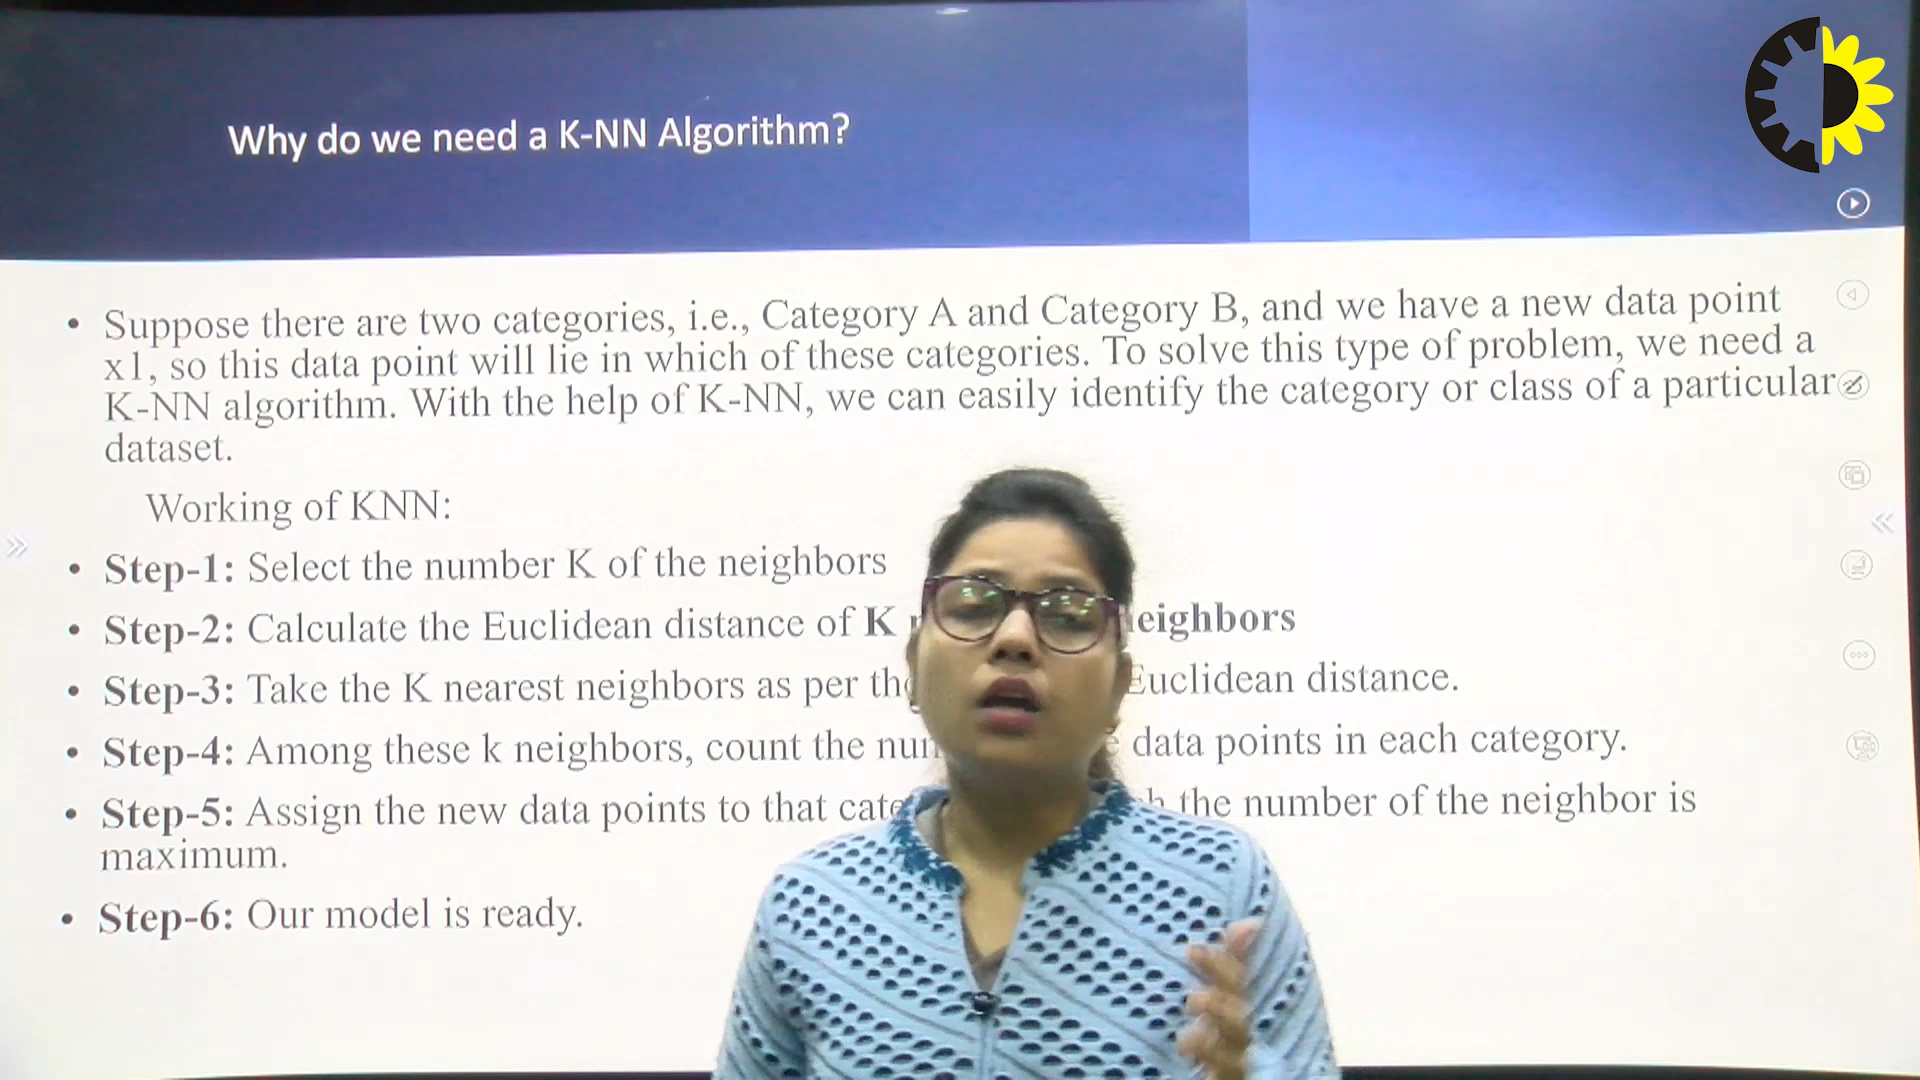 Why do we need a K-NN Algorithm?
• Suppose there are two categories, i.e., Category A and Category B, and we have a new data point
x1, so this data point will lie in which of these categories. To solve this type of problem, we need a
K-NN algorithm. With the help of K-NN, we can easily identify the category or class of a particular
dataset.
Working of KNN:
• Step-1: Select the number K of the neighbors
• Step-2: Calculate the Euclidean distance of K eighbors
• Step-3: Take the K nearest neighbors as per Euclidean distance.
• Step-4: Among these k neighbors, count the data points in each category.
• Step-5: Assign the new data points to that the number of the neighbor is
maximum.
• Step-6: Our model is ready.